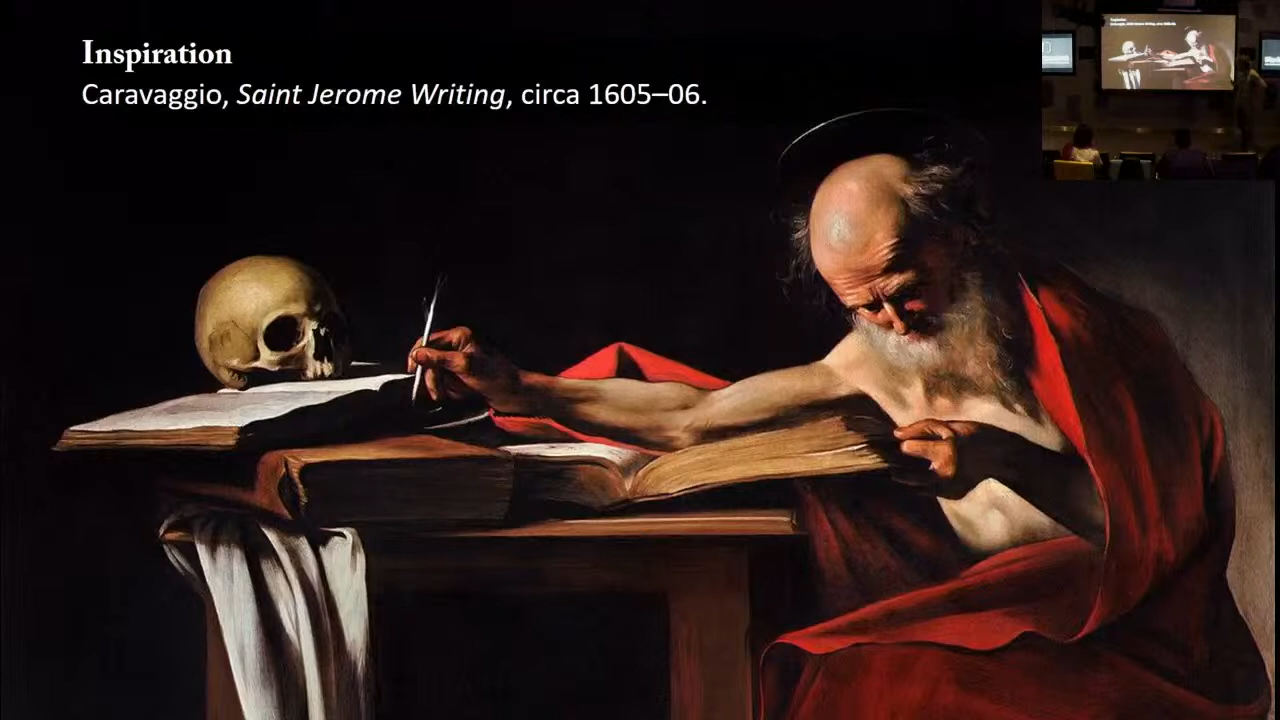 Inspiration
Caravaggio, Saint Jerome Writing, circa 1605–06.